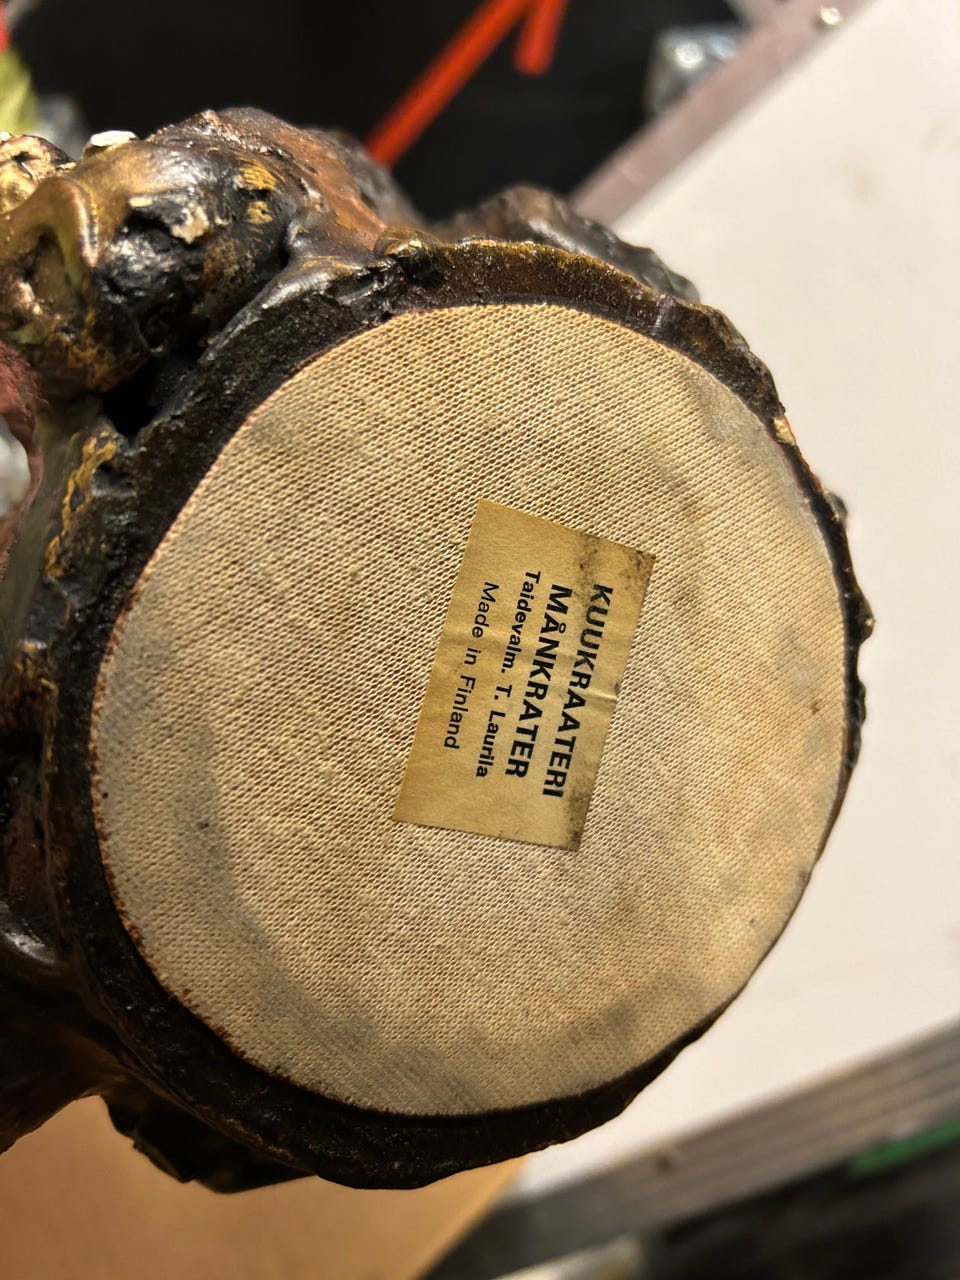 KUUKRAATERI
MÅNKRATER
Taidevalm. T. Laurila
Made in Finland